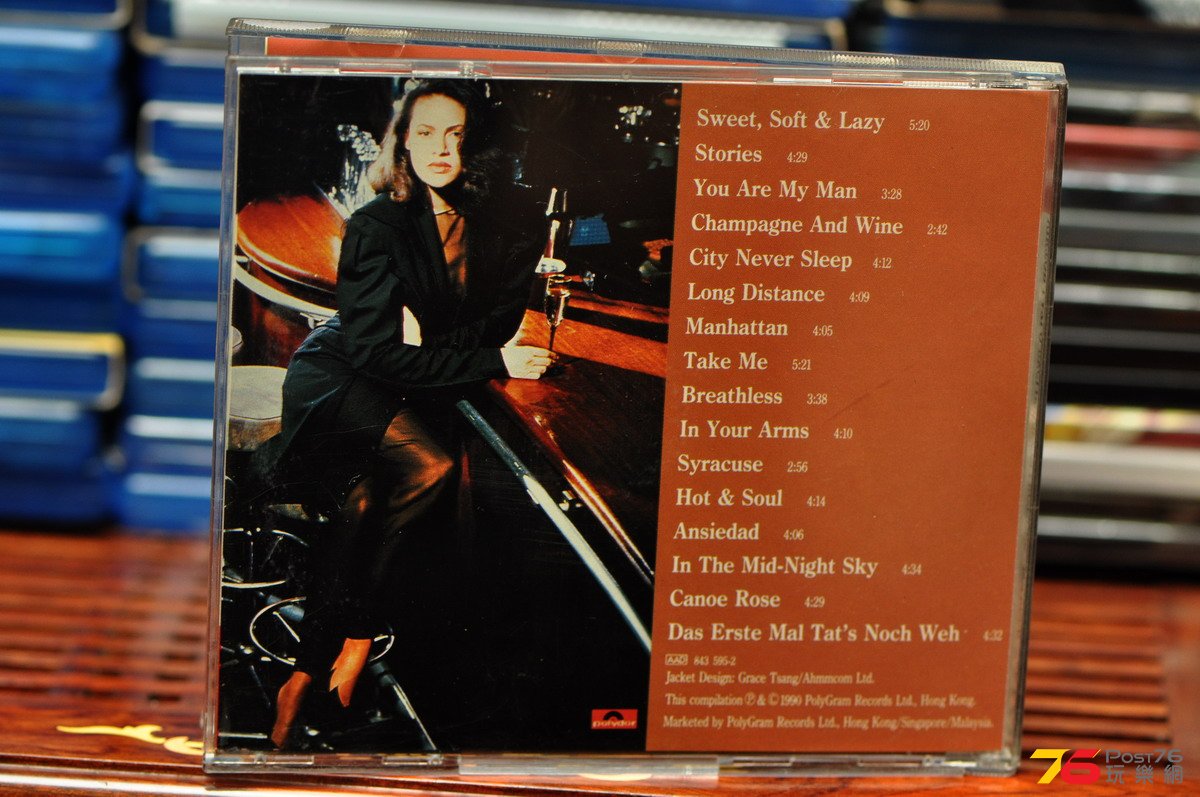 Sweet, Soft & Lazy 5:20
Stories 4:29
You Are My Man 3:28
Champagne And Wine 2:42
City Never Sleep 4:12
Long Distance 4:09
Manhattan 4:05
Take Me 5:21
Breathless 3:38
In Your Arms 4:10
Syracuse 2:56
Hot & Soul 4:14
Ansiedad 4:06
In The Mid-Night Sky 4:34
Canoe Rose 4:29
Das Erste Mal Tat's Noch Weh 4:32
AAD 843 595-2
Jacket Design: Grace Tsang/Ahmmcom Ltd.
This compilation ℗ & © 1990 PolyGram Records Ltd., Hong Kong.
Marketed by PolyGram Records Ltd., Hong Kong/Singapore/Malaysia.
polydor
76 Post76
玩樂網